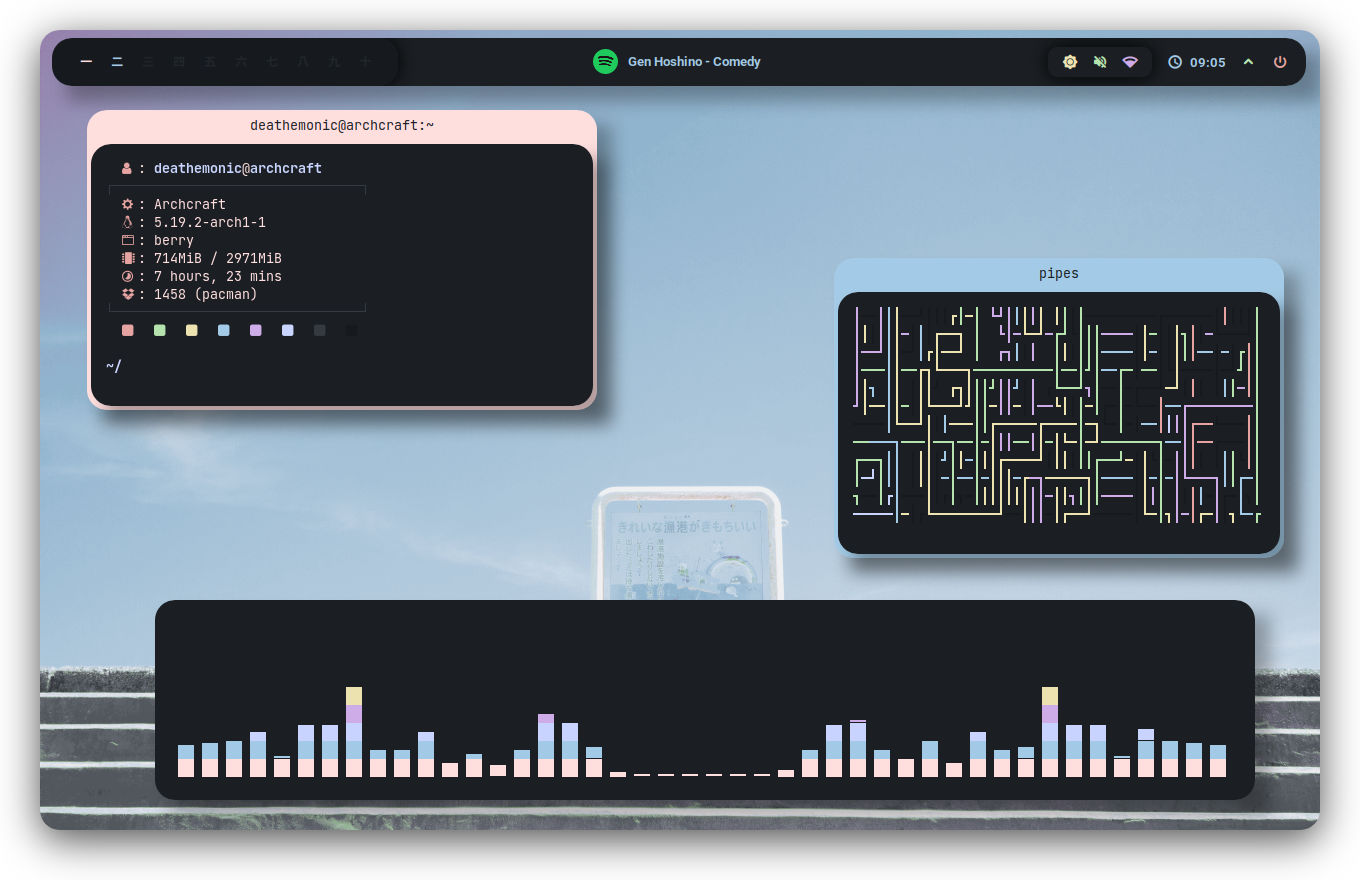 一 二 三 四 五 六 七 八 九 十
Gen Hoshino - Comedy
09:05
deathemonic@archcraft:~
: deathemonic@archcraft
: Archcraft
: 5.19.2-arch1-1
: berry
: 714MiB / 2971MiB
: 7 hours, 23 mins
: 1458 (pacman)
~/
pipes
きれいな漁港がきもちいい